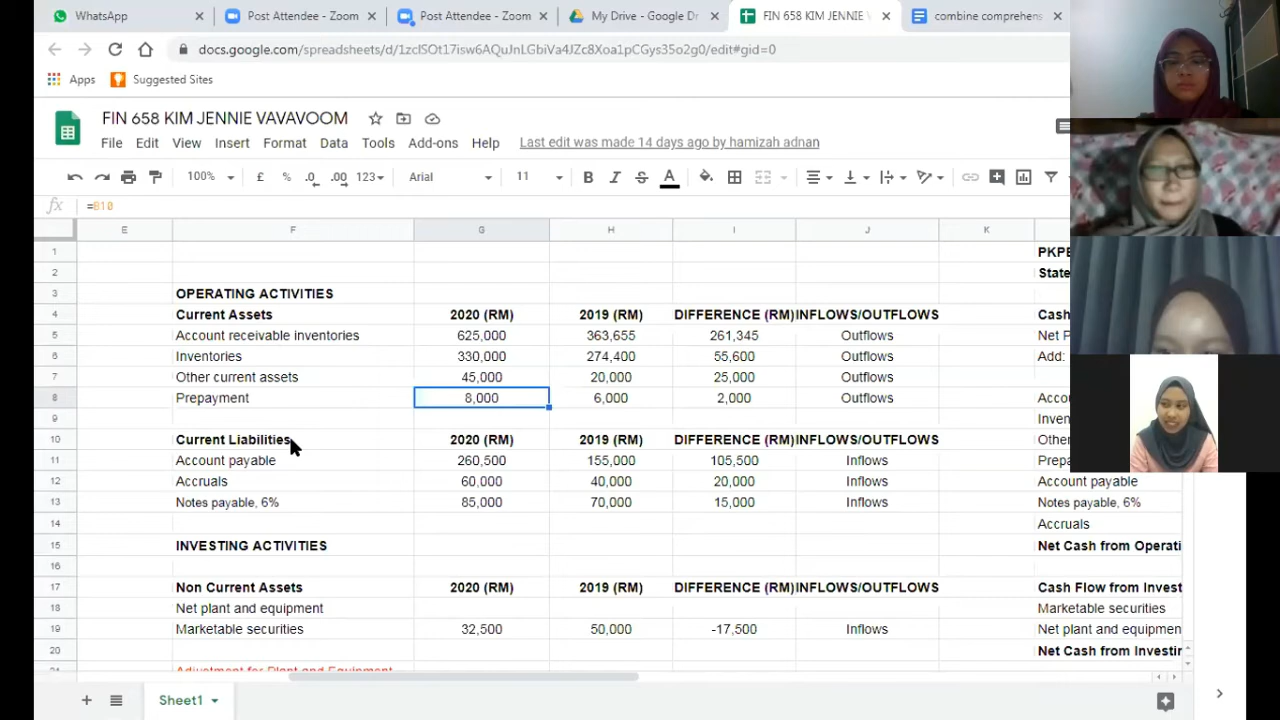 WhatsApp
Post Attendee - Zoom
Post Attendee - Zoom
My Drive - Google Dr
FIN 658 KIM JENNIE V
combine comprehens
docs.google.com/spreadsheets/d/1zclSOt17isw6AQuJnLGbiVa4JZc8Xoa1pCGys35o2g0/edit#gid=0
Apps Suggested Sites
FIN 658 KIM JENNIE VAVAVOOM
File Edit View Insert Format Data Tools Add-ons Help Last edit was made 14 days ago by hamizah adnan
100% £ % .0 .00 123 Arial 11 B I S A
fx =B10
E F G H I J K
1 PKPE
2 State
3 OPERATING ACTIVITIES
4 Current Assets 2020 (RM) 2019 (RM) DIFFERENCE (RM) INFLOWS/OUTFLOWS Cash
5 Account receivable inventories 625,000 363,655 261,345 Outflows Net P
6 Inventories 330,000 274,400 55,600 Outflows Add:
7 Other current assets 45,000 20,000 25,000 Outflows
8 Prepayment 8,000 6,000 2,000 Outflows Acco
9 Inven
10 Current Liabilities 2020 (RM) 2019 (RM) DIFFERENCE (RM) INFLOWS/OUTFLOWS Other
11 Account payable 260,500 155,000 105,500 Inflows Prepa
12 Accruals 60,000 40,000 20,000 Inflows Account payable
13 Notes payable, 6% 85,000 70,000 15,000 Inflows Notes payable, 6%
14 Accruals
15 INVESTING ACTIVITIES Net Cash from Operati
16
17 Non Current Assets 2020 (RM) 2019 (RM) DIFFERENCE (RM) INFLOWS/OUTFLOWS Cash Flow from Invest
18 Net plant and equipment Marketable securities
19 Marketable securities 32,500 50,000 -17,500 Inflows Net plant and equipmen
20 Net Cash from Investin
Adjustment for Plant and Equipment
Sheet1